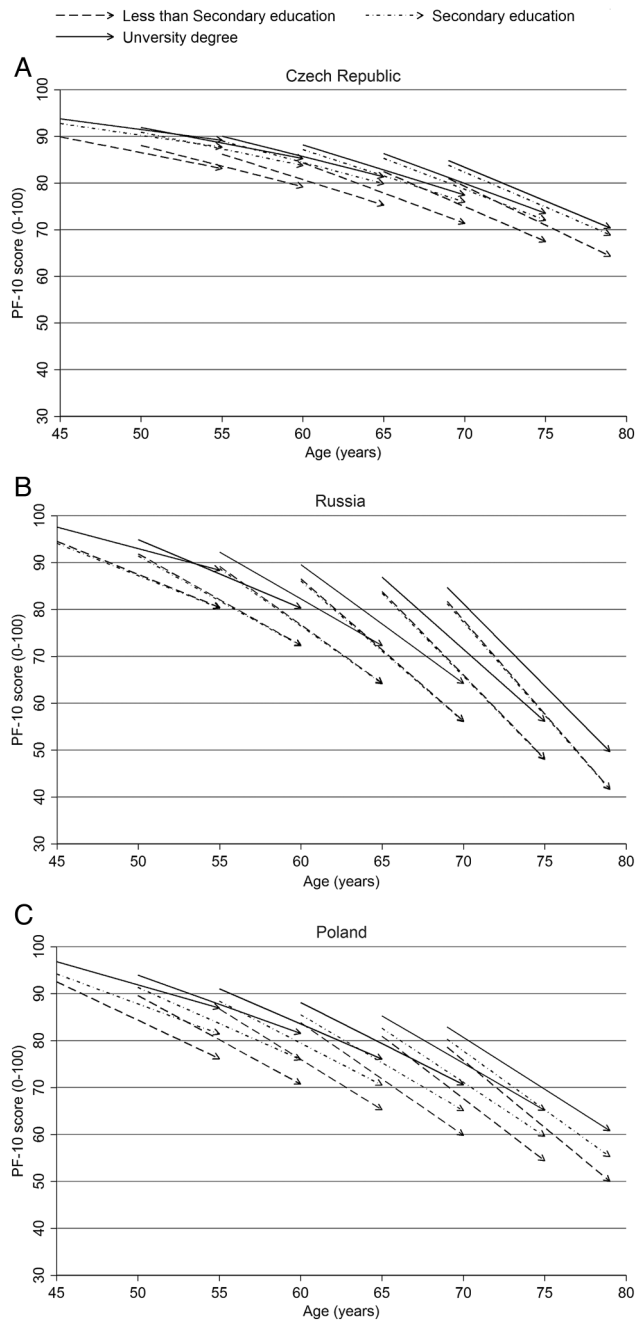 Less than Secondary education
Secondary education
Unversity degree
A
Czech Republic
100
90
80
70
60
50
40
30
PF-10 score (0-100)
45 50 55 60 65 70 75 80
Age (years)
B
Russia
100
90
80
70
60
50
40
30
PF-10 score (0-100)
45 50 55 60 65 70 75 80
Age (years)
C
Poland
100
90
80
70
60
50
40
30
PF-10 score (0-100)
45 50 55 60 65 70 75 80
Age (years)